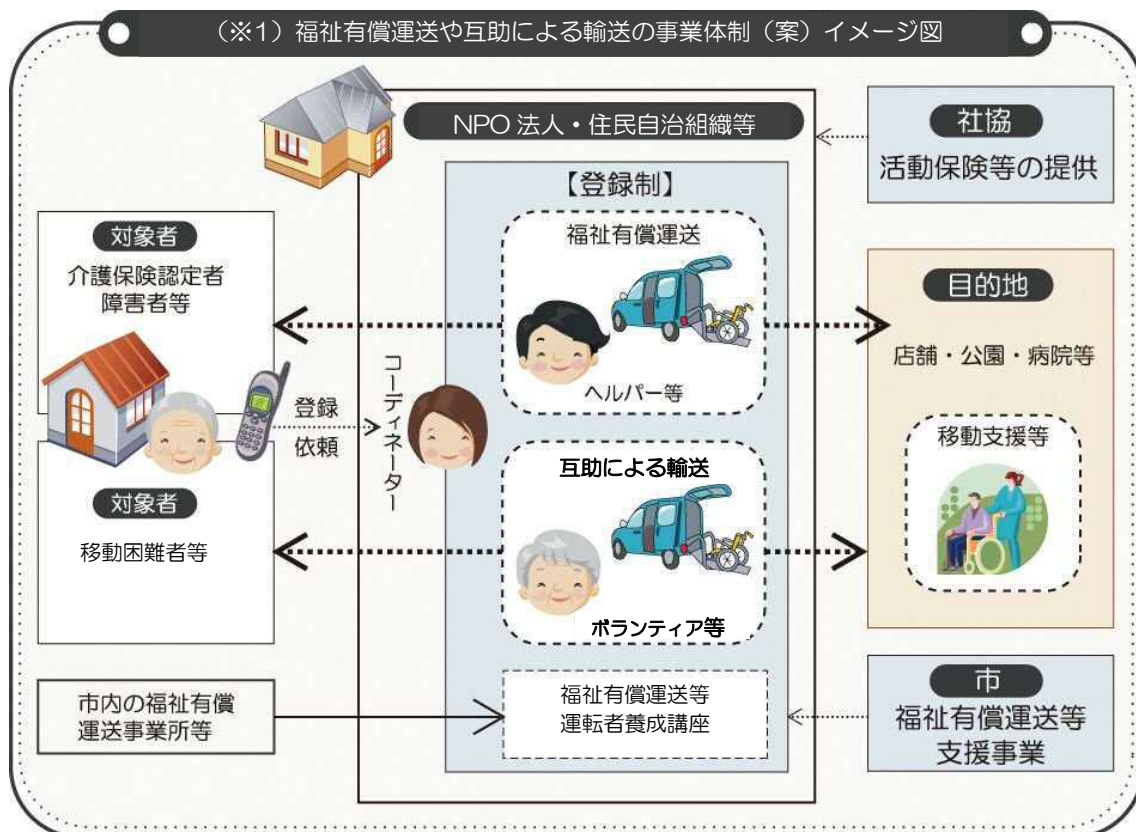 (※1)福祉有償運送や互助による輸送の事業体制(案)イメージ図
NPO 法人・住民自治組織等
社協
活動保険等の提供
【登録制】
対象者
介護保険認定者
障害者等
福祉有償運送
ヘルパー等
目的地
店舗・公園・病院等
登録
依頼
コーディネーター
移動支援等
対象者
移動困難者等
互助による輸送
ボランティア等
市内の福祉有償
運送事業所等
福祉有償運送等
運転者養成講座
市
福祉有償運送等
支援事業